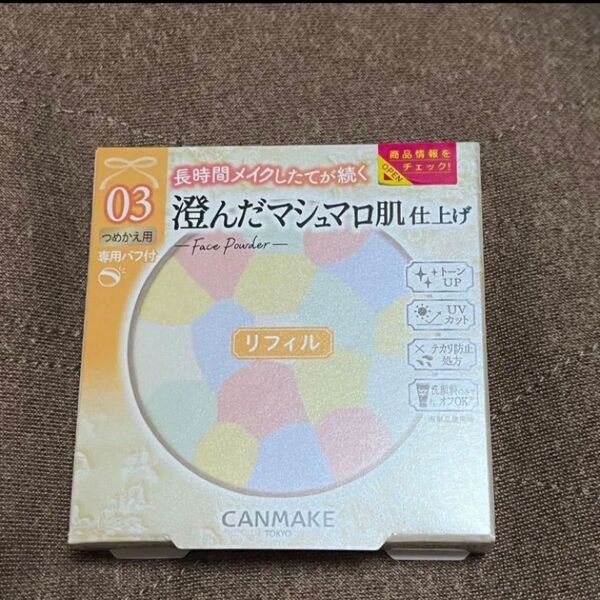 03
つめかえ用
専用パフ付
長時間メイクしたてが続く
商品情報を
チェック!
OPEN
澄んだマシュマロ肌 仕上げ
Face Powder
リフィル
トーン
UP
UV
カット
テカリ防止
処方
洗顔料
オフOK
CANMAKE
TOKYO